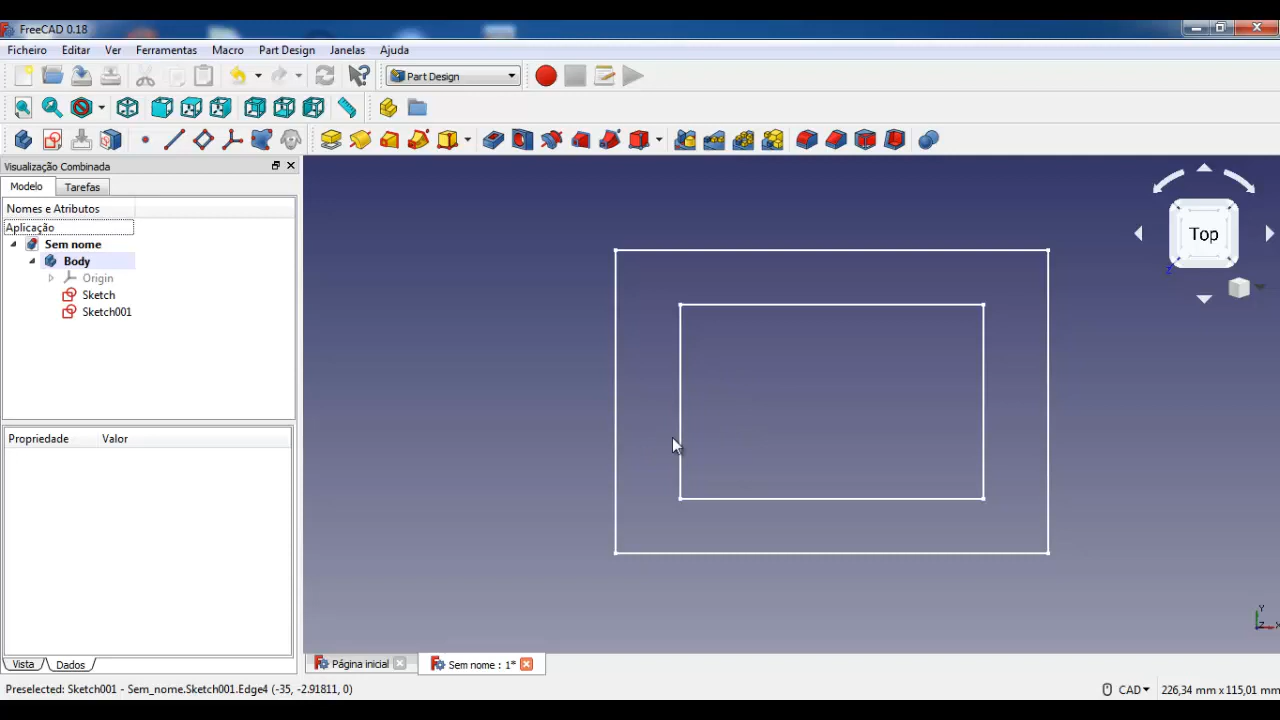 FreeCAD 0.18
Ficheiro Editar Ver Ferramentas Macro Part Design Janelas Ajuda
Part Design
Visualização Combinada
Modelo Tarefas
Nomes e Atributos
Aplicação
Sem nome
Body
Origin
Sketch
Sketch001
Top
Z
Propriedade Valor
Y
Z X
Vista Dados
Página inicial Sem nome : 1*
Preselected: Sketch001 - Sem_nome.Sketch001.Edge4 (-35, -2.91811, 0) CAD 226,34 mm x 115,01 mm